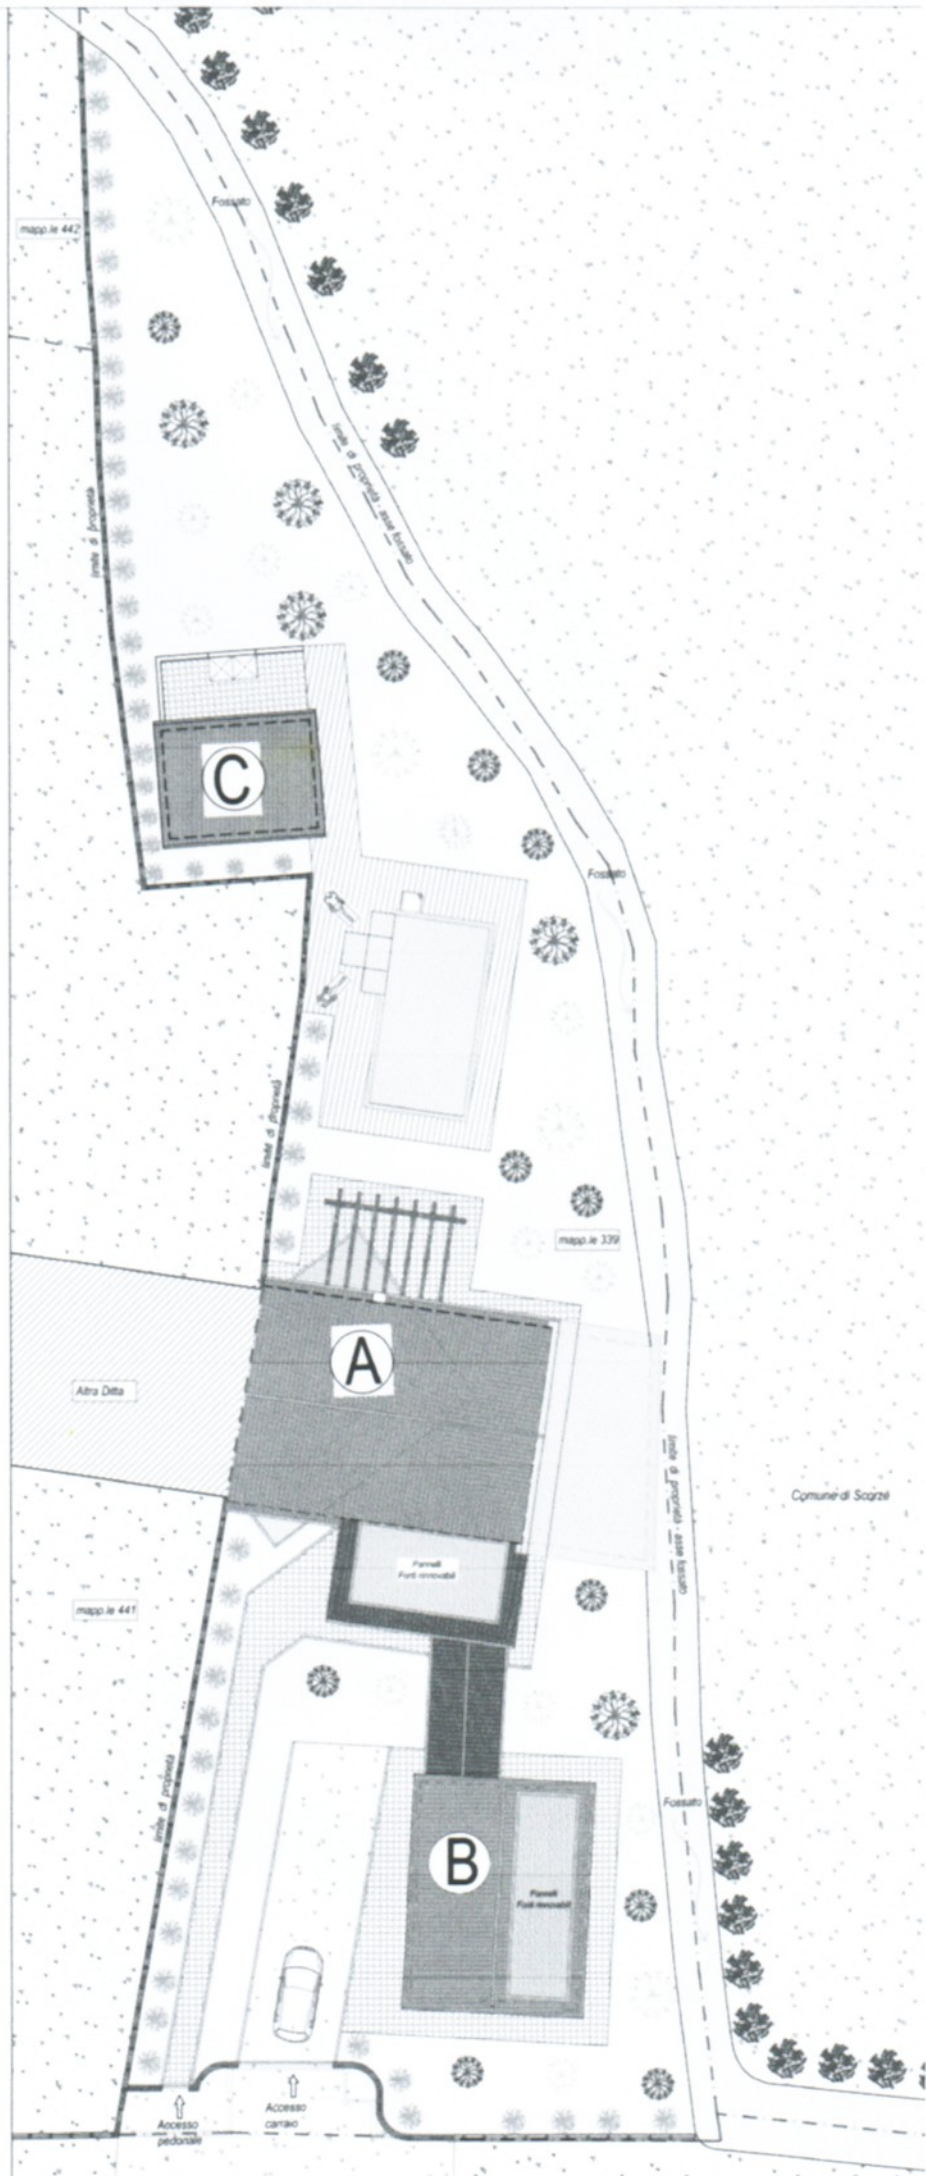 Fossato
mapp.le 442
limite di proprietà - asse fossato
limite di proprietà
C
Fossato
limite di proprietà
mapp.le 339
A
Altra Ditta
limite di proprietà - asse fossato
Comune di Scorzè
Pannelli
Fonti rinnovabili
mapp.le 441
limite di proprietà
Fossato
B
Pannelli
Fonti rinnovabili
Accesso
pedonale
Accesso
carraio